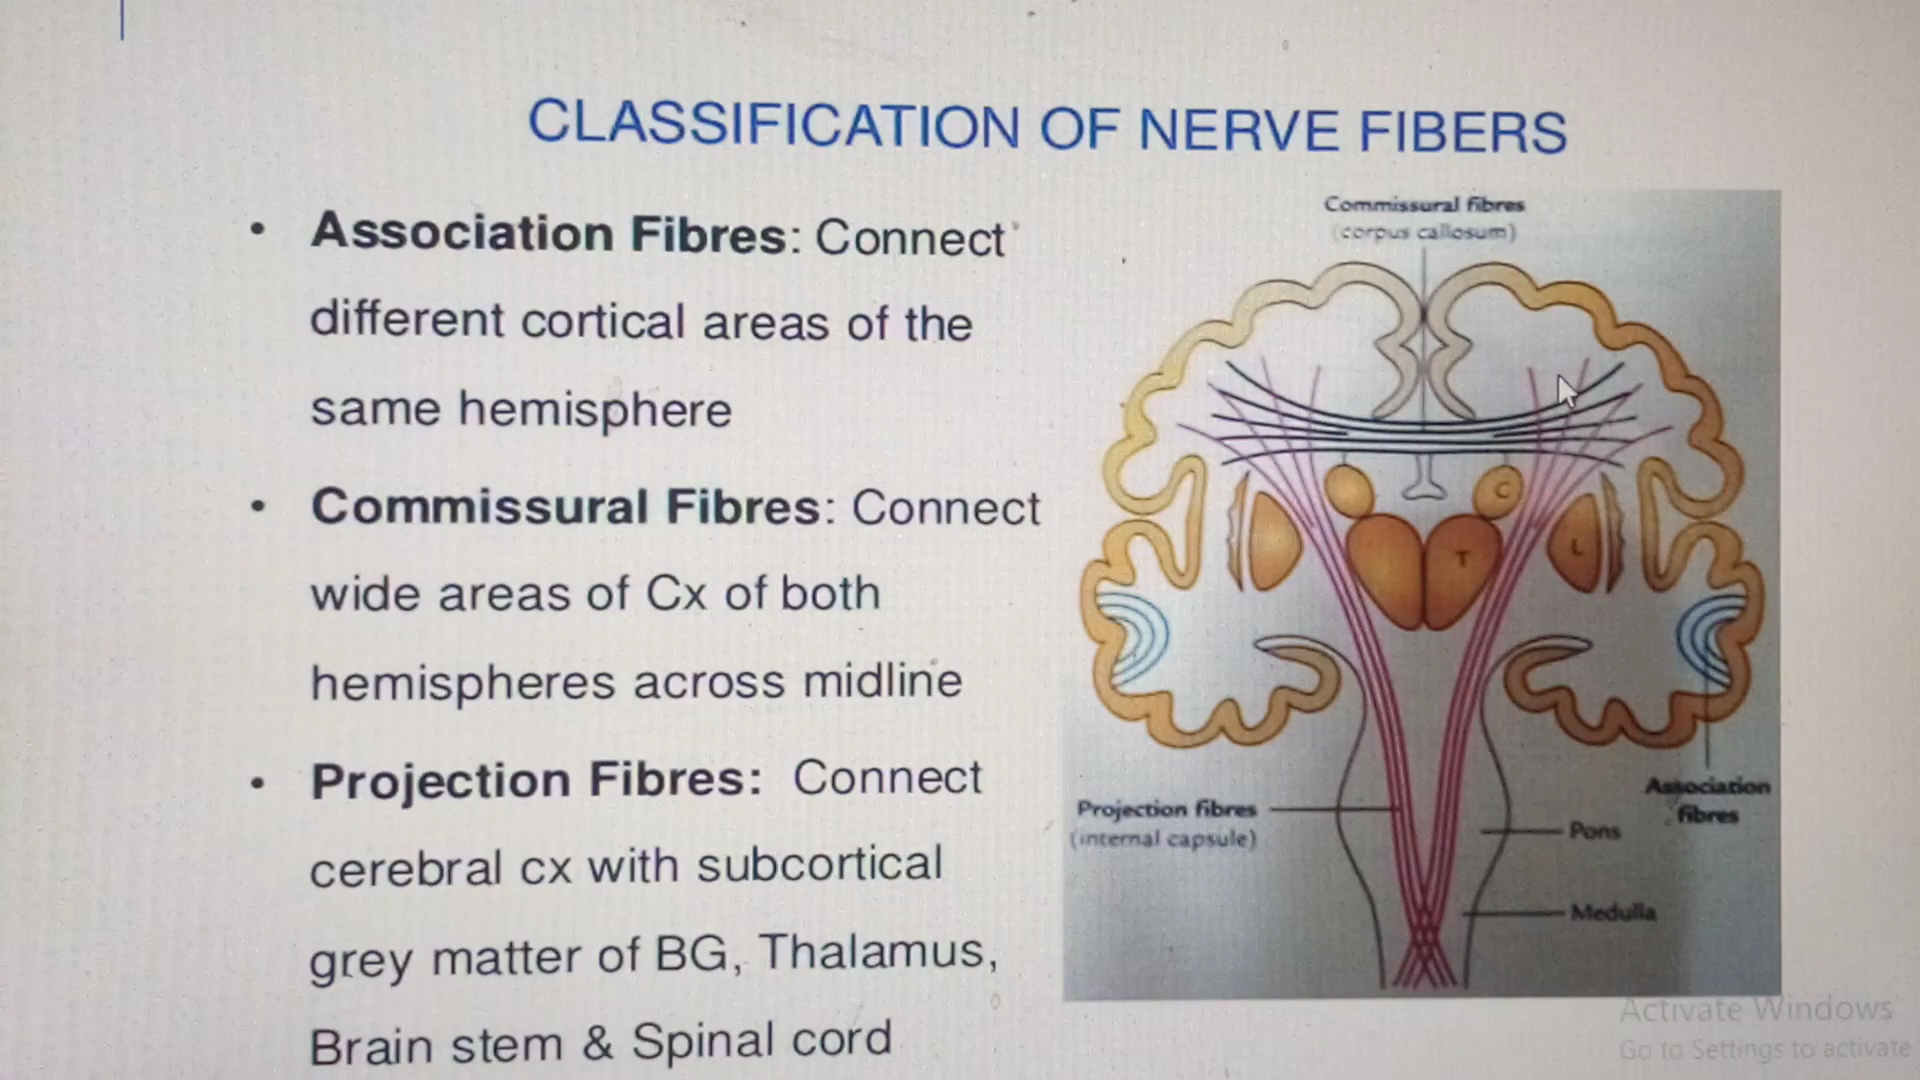 CLASSIFICATION OF NERVE FIBERS
• Association Fibres: Connect
different cortical areas of the
same hemisphere
• Commissural Fibres: Connect
wide areas of Cx of both
hemispheres across midline
• Projection Fibres: Connect
cerebral cx with subcortical
grey matter of BG, Thalamus,
Brain stem & Spinal cord
Commissural fibres
(corpus callosum)
C
T
L
Projection fibres
(internal capsule)
Association
fibres
Pons
Medulla
Activate Windows
Go to Settings to activate